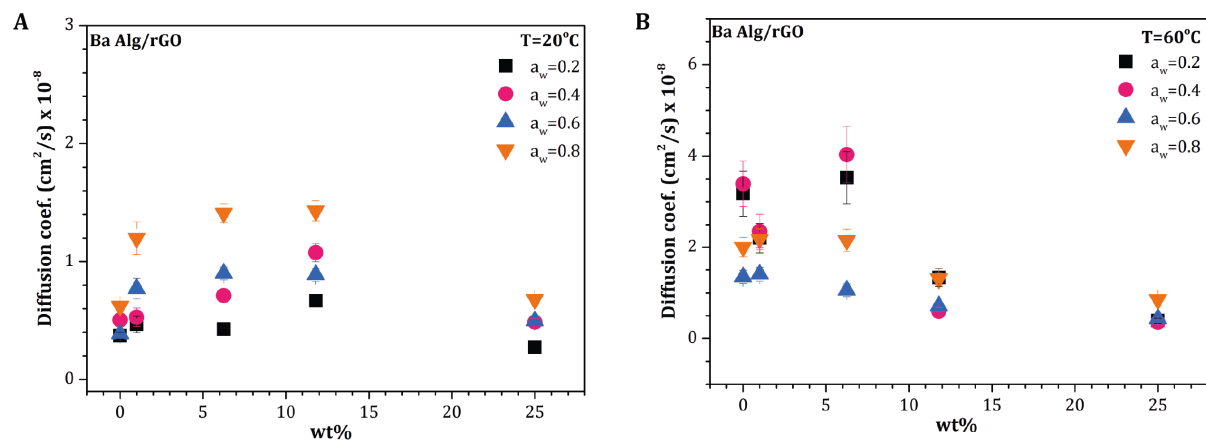 A
Ba Alg/rGO
T=20°C
a_w=0.2
a_w=0.4
a_w=0.6
a_w=0.8
Diffusion coef. (cm²/s) x 10⁻⁸
3
2
1
0
0 5 10 15 20 25
wt%
B
Ba Alg/rGO
T=60°C
a_w=0.2
a_w=0.4
a_w=0.6
a_w=0.8
Diffusion coef. (cm²/s) x 10⁻⁸
6
4
2
0
0 5 10 15 20 25
wt%